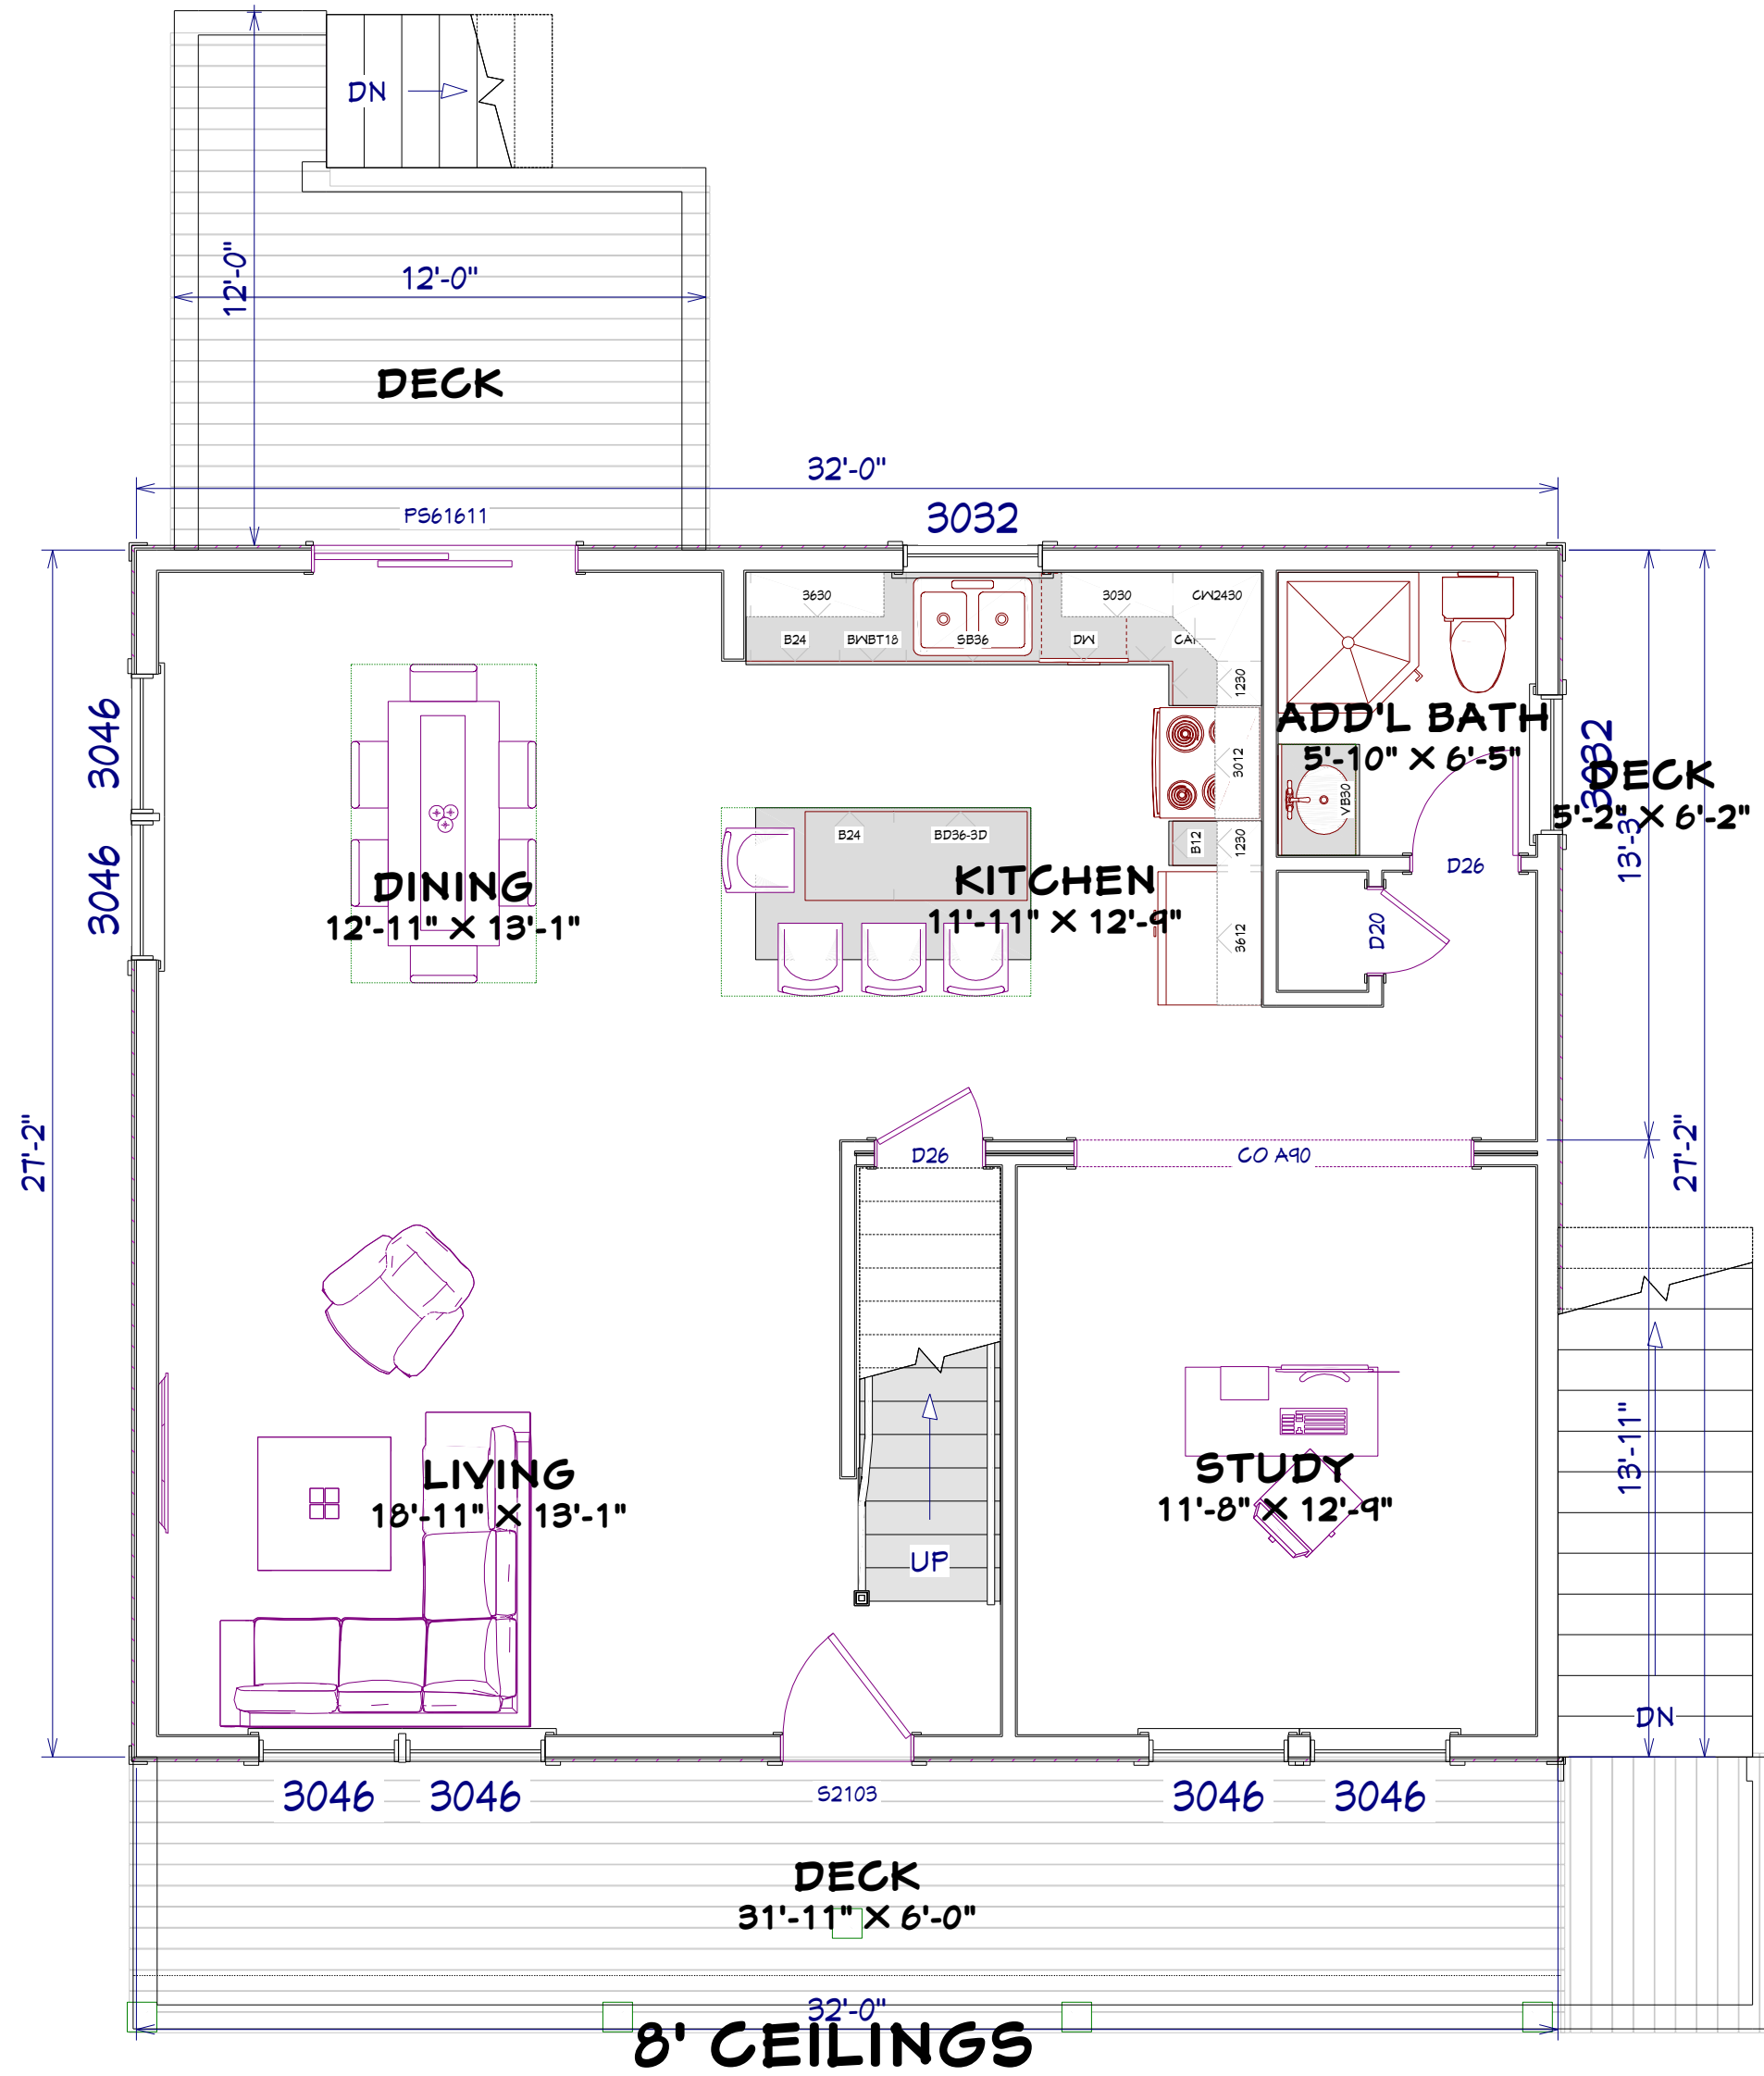 DN
12'-0"
12'-0"
DECK
32'-0"
PS61611
3032
3630
3030
CW2430
B24
BWBT18
SB36
DW
1230
3046
3046
ADD'L BATH
5'-10" X 6'-5"
3032
DECK
5'-2" X 6'-2"
13'-3"
3012
VB30
B24
BD36-3D
B12
1230
D26
DINING
12'-11" X 13'-1"
KITCHEN
11'-11" X 12'-9"
3612
D20
27'-2"
D26
CO A90
27'-2"
LIVING
18'-11" X 13'-1"
STUDY
11'-8" X 12'-9"
13'-11"
UP
DN
3046
3046
S2103
3046
3046
DECK
31'-11" X 6'-0"
32'-0"
8' CEILINGS